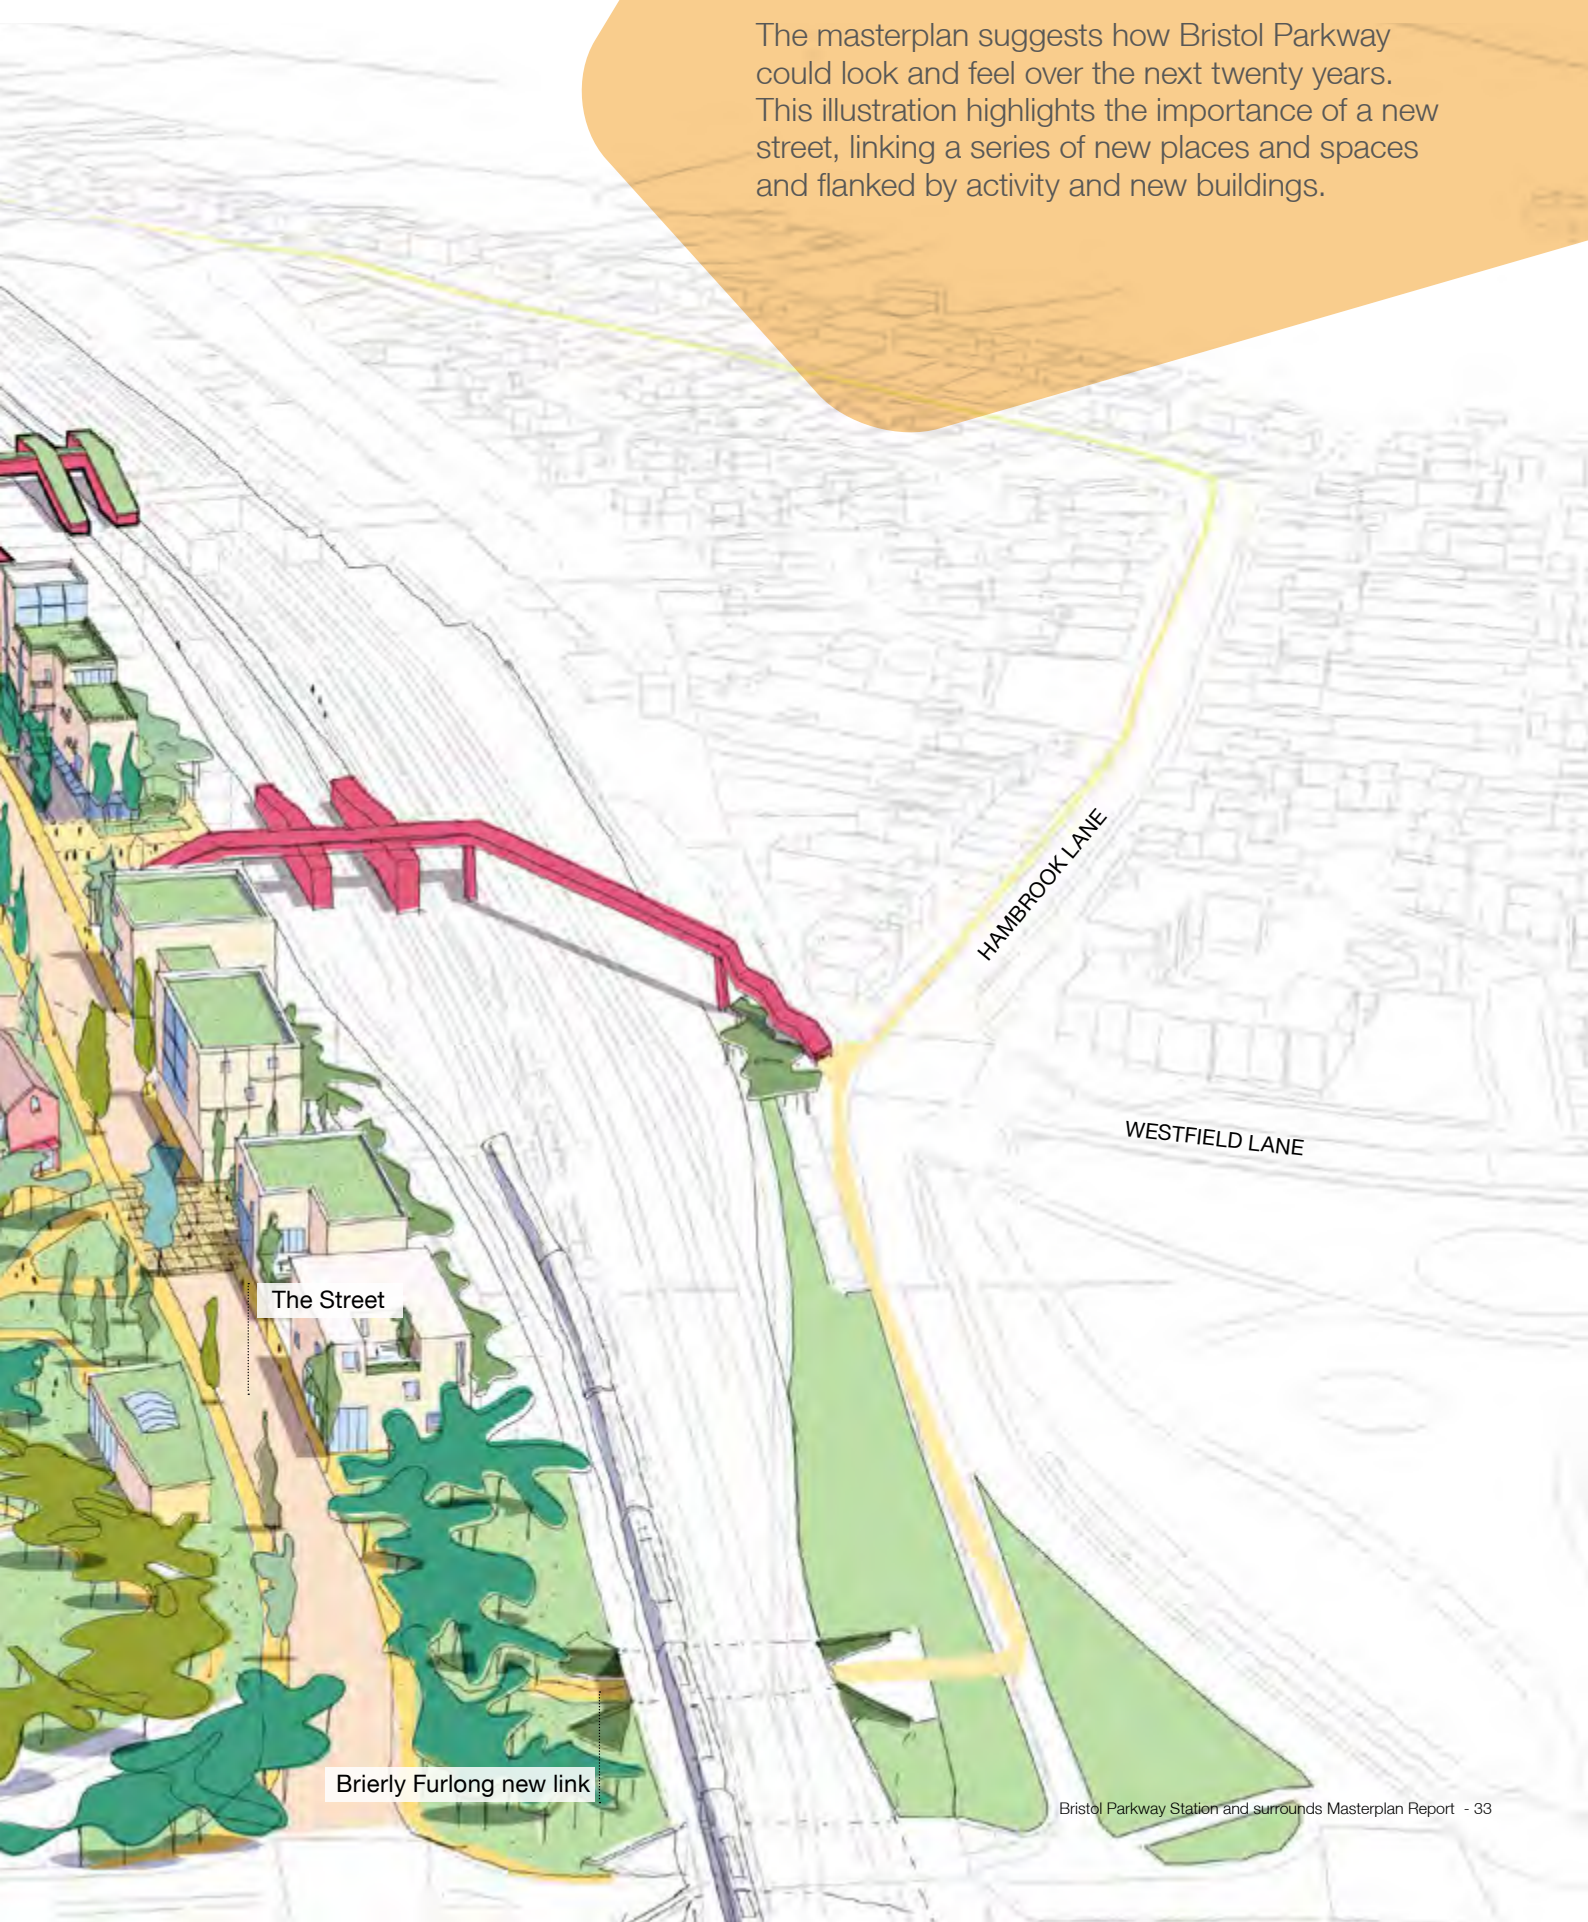 The masterplan suggests how Bristol Parkway
could look and feel over the next twenty years.
This illustration highlights the importance of a new
street, linking a series of new places and spaces
and flanked by activity and new buildings.
HAMBROOK LANE
WESTFIELD LANE
The Street
Brierly Furlong new link
Bristol Parkway Station and surrounds Masterplan Report - 33